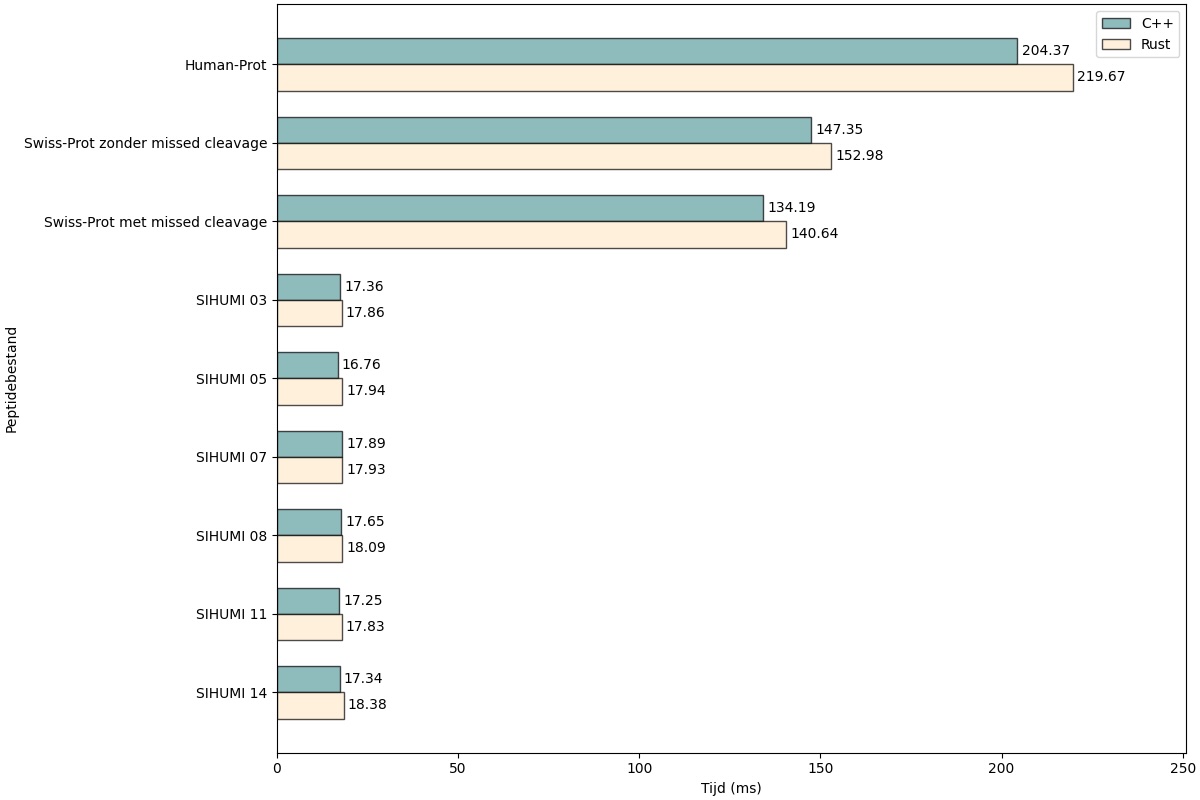 C++
Rust
Human-Prot
204.37
219.67
Swiss-Prot zonder missed cleavage
147.35
152.98
Swiss-Prot met missed cleavage
134.19
140.64
SIHUMI 03
17.36
17.86
SIHUMI 05
16.76
17.94
SIHUMI 07
17.89
17.93
SIHUMI 08
17.65
18.09
SIHUMI 11
17.25
17.83
SIHUMI 14
17.34
18.38
Peptidebestand
0 50 100 150 200 250
Tijd (ms)